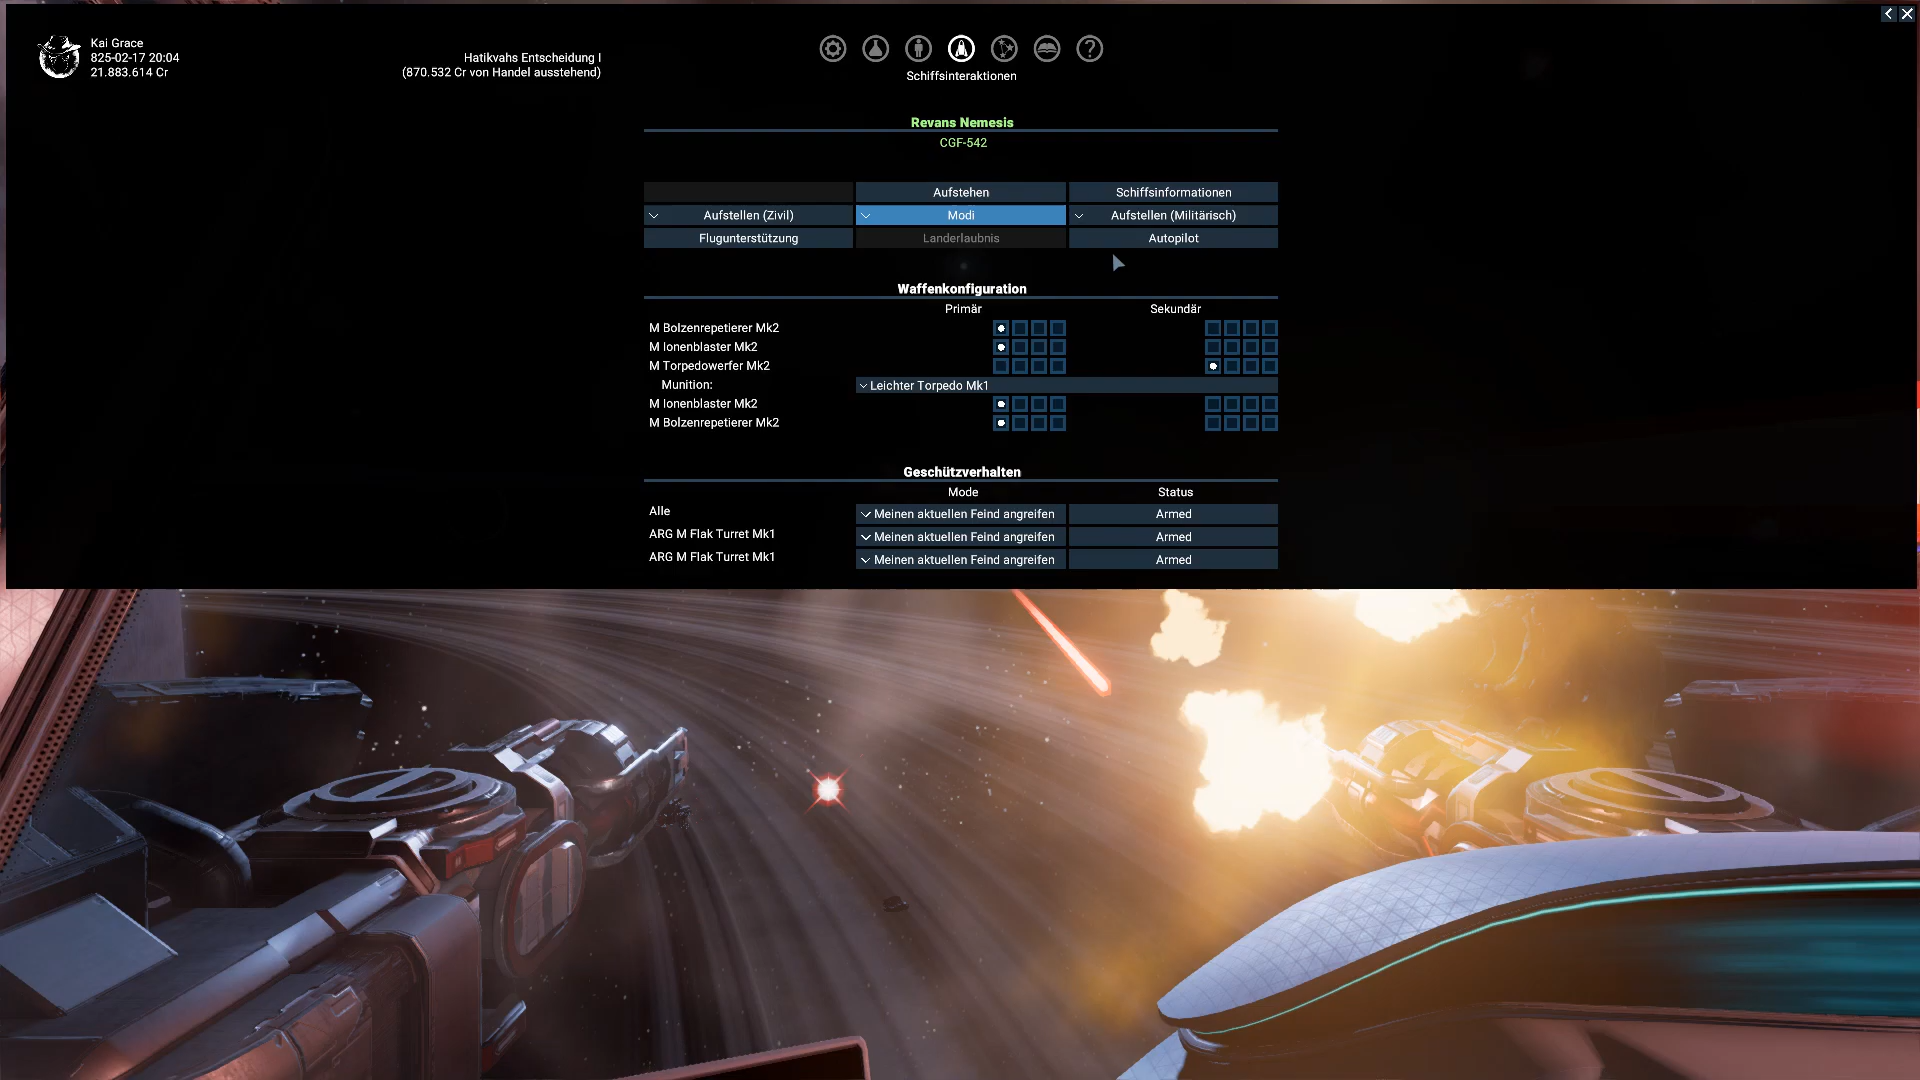 Kai Grace
825-02-17 20:04
21.883.614 Cr
Hatikvahs Entscheidung I
(870.532 Cr von Handel ausstehend)
Schiffsinteraktionen
Revans Nemesis
CGF-542
Aufstehen
Schiffsinformationen
Aufstellen (Zivil)
Modi
Aufstellen (Militärisch)
Flugunterstützung
Landerlaubnis
Autopilot
Waffenkonfiguration
Primär
Sekundär
M Bolzenrepetierer Mk2
M Ionenblaster Mk2
M Torpedowerfer Mk2
Munition:
Leichter Torpedo Mk1
M Ionenblaster Mk2
M Bolzenrepetierer Mk2
Geschützverhalten
Mode
Status
Alle
Meinen aktuellen Feind angreifen
Armed
ARG M Flak Turret Mk1
Meinen aktuellen Feind angreifen
Armed
ARG M Flak Turret Mk1
Meinen aktuellen Feind angreifen
Armed